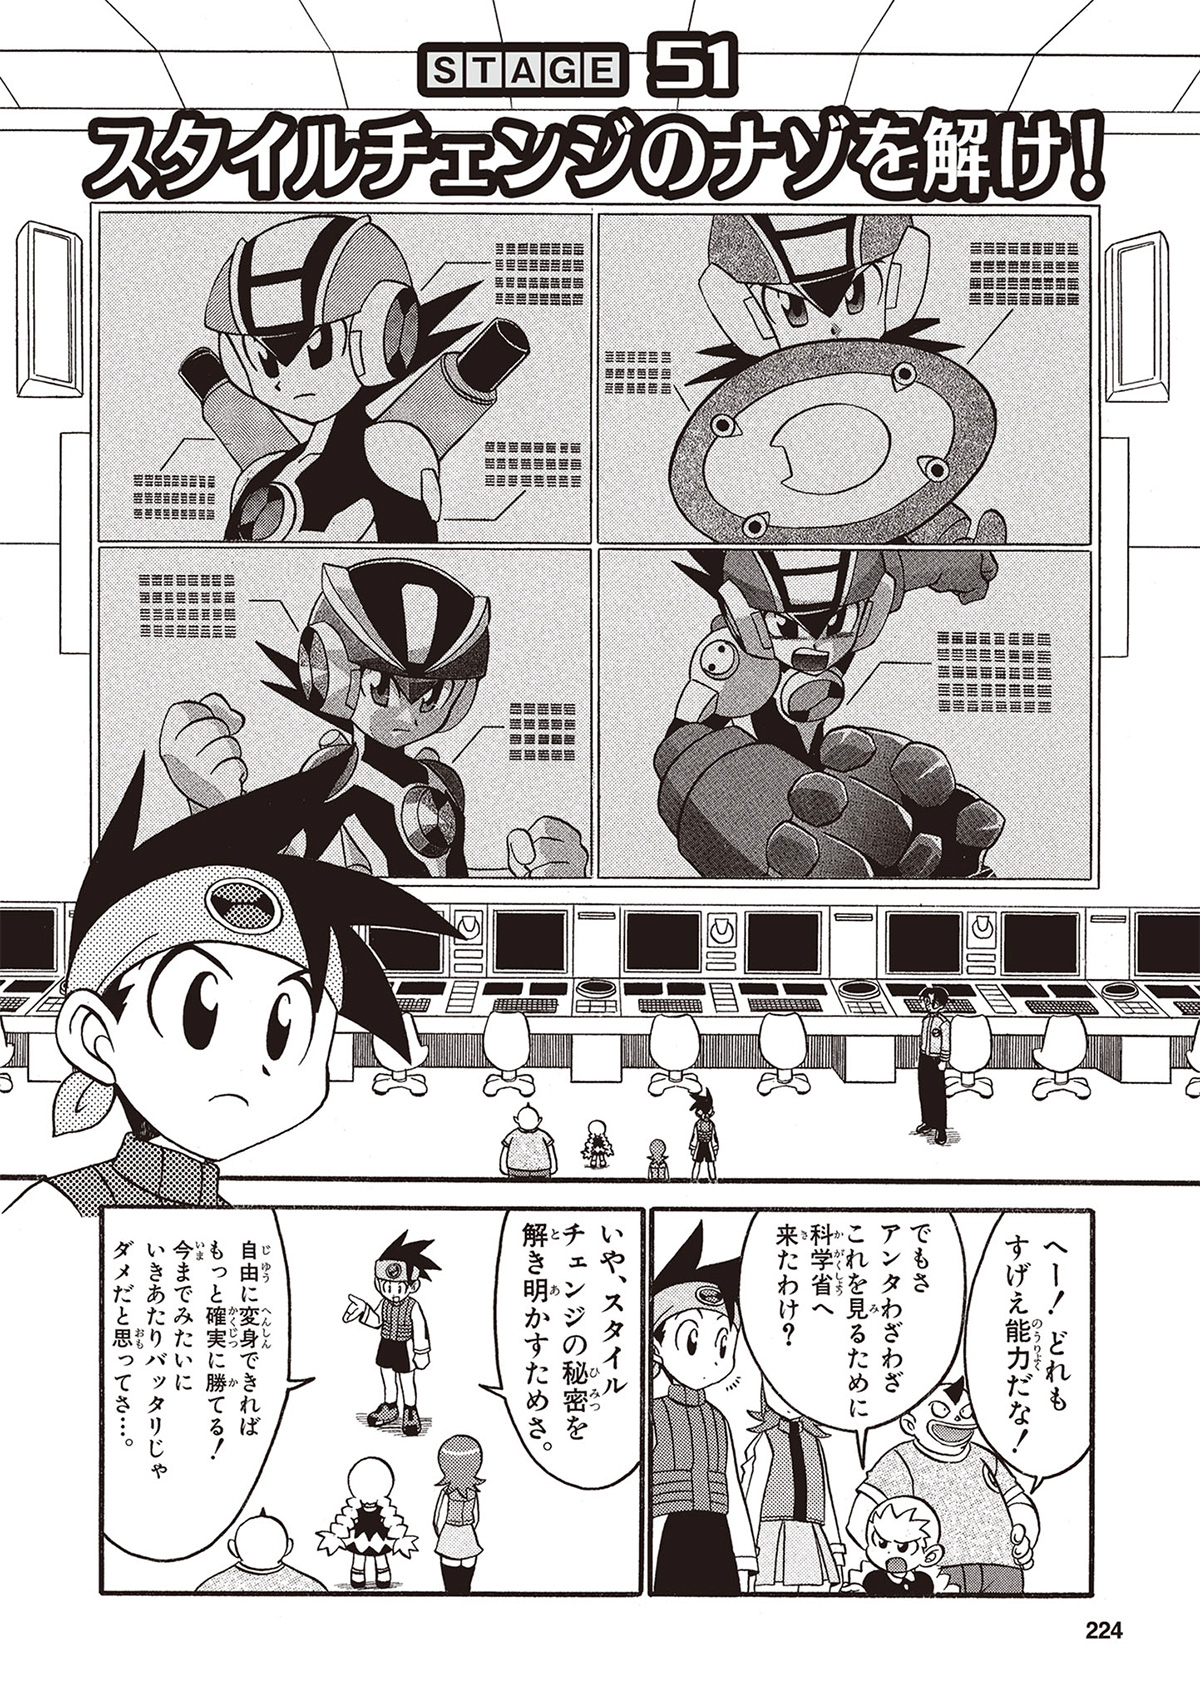 STAGE 51
スタイルチェンジのナゾを解け!
へー!どれも
すげえ能力だな!
でもさ
アンタわざわざ
これを見るために
科学省へ
来たわけ?
いや、スタイル
チェンジの秘密を
解き明かすためさ。
自由に変身できれば
もっと確実に勝てる!
今までみたいに
いきあたりバッタリじゃ
ダメだと思ってさ…。
224